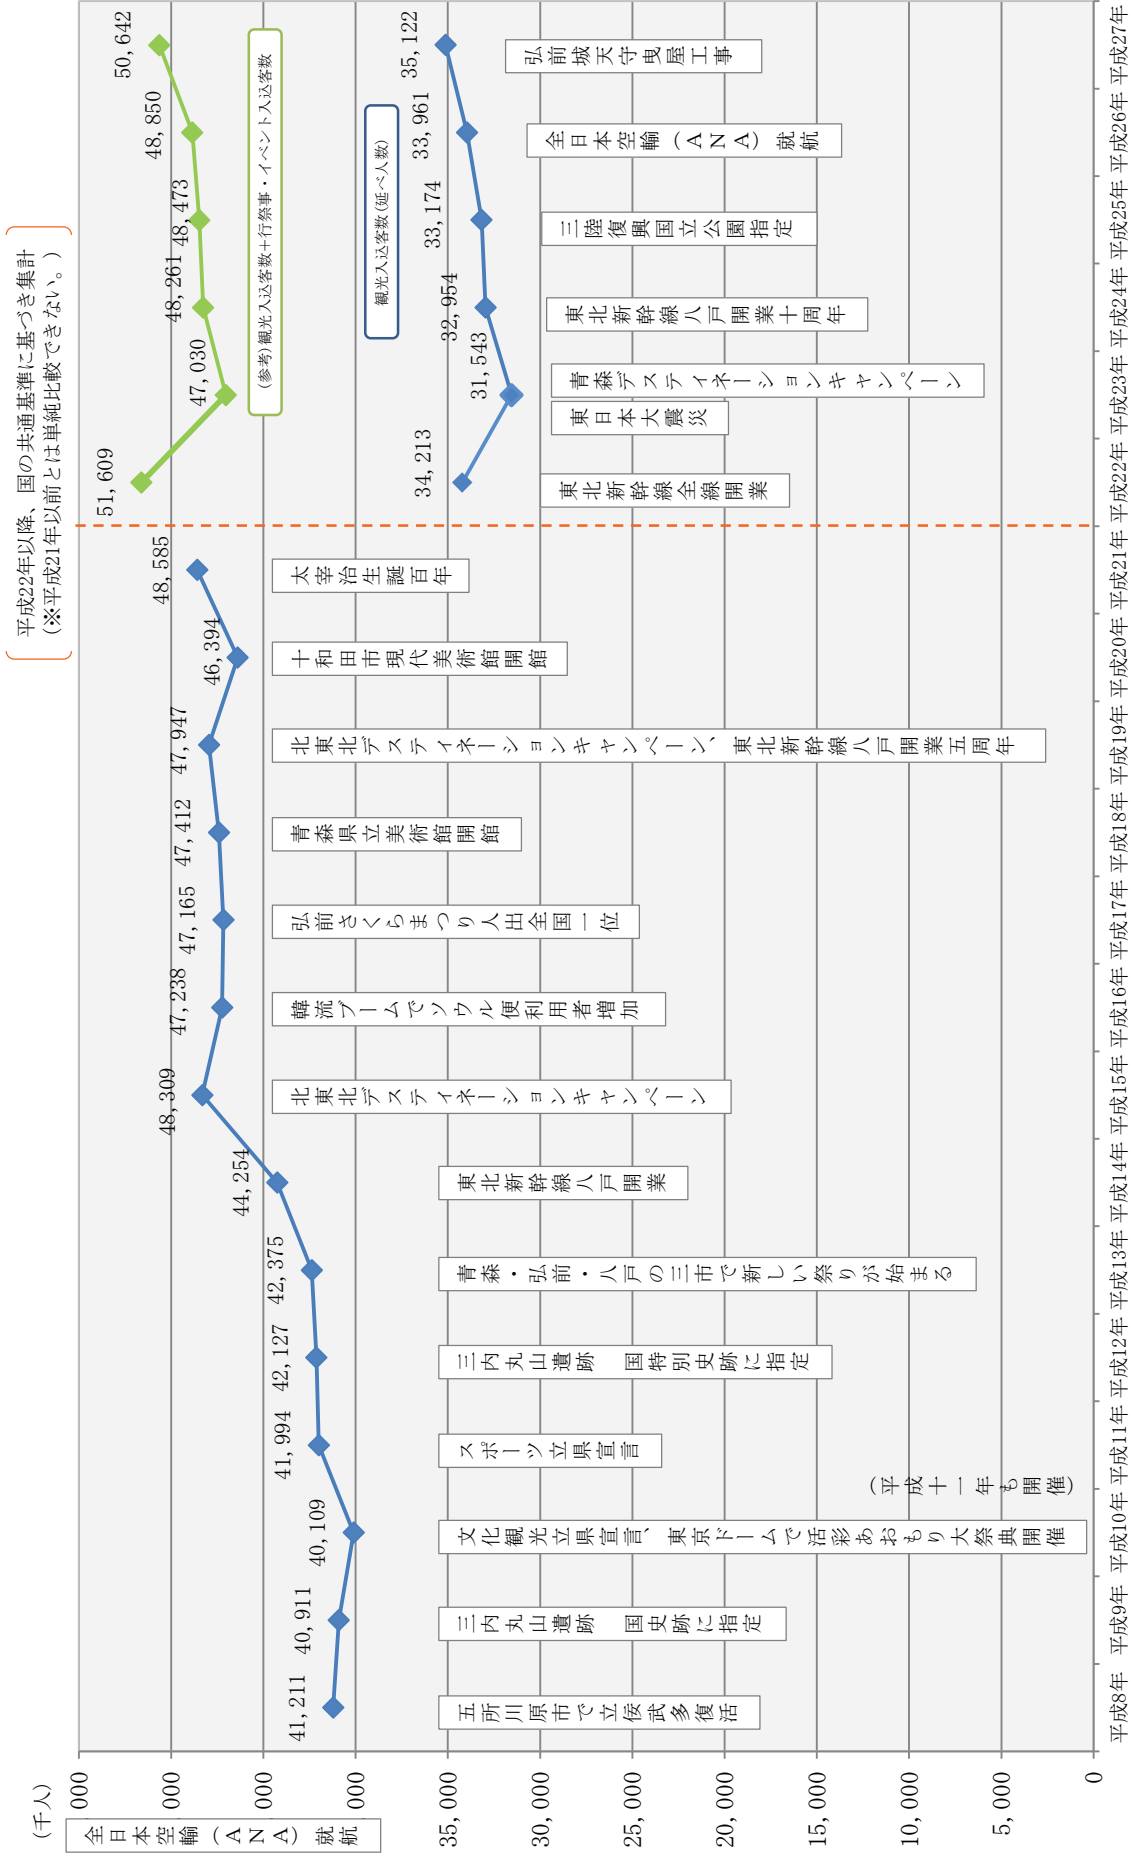 平成22年以降、国の共通基準に基づき集計
(※平成21年以前とは単純比較できない。)
(千人)
全日本空輸(ANA)就航
000
000
000
000
35,000
30,000
25,000
20,000
15,000
10,000
5,000
0
41,211
40,911
40,109
41,994
42,127
42,375
44,254
48,309
47,238
47,165
47,412
47,947
46,394
48,585
51,609
47,030
48,261
48,473
48,850
50,642
(参考)観光入込客数+行祭事・イベント入込客数
観光入込客数(延べ人数)
34,213
31,543
32,954
33,174
33,961
35,122
五所川原市で立佞武多復活
三内丸山遺跡 国史跡に指定
文化観光立県宣言、東京ドームで活彩あおもり大祭典開催
(平成十一年も開催)
スポーツ立県宣言
三内丸山遺跡 国特別史跡に指定
青森・弘前・八戸の三市で新しい祭りが始まる
東北新幹線八戸開業
北東北デスティネーションキャンペーン
韓流ブームでソウル便利用者増加
弘前さくらまつり人出全国一位
青森県立美術館開館
北東北デスティネーションキャンペーン、東北新幹線八戸開業五周年
十和田市現代美術館開館
太宰治生誕百年
東北新幹線全線開業
東日本大震災
青森デスティネーションキャンペーン
東北新幹線八戸開業十周年
三陸復興国立公園指定
全日本空輸(ANA)就航
弘前城天守曳屋工事
平成8年
平成9年
平成10年
平成11年
平成12年
平成13年
平成14年
平成15年
平成16年
平成17年
平成18年
平成19年
平成20年
平成21年
平成22年
平成23年
平成24年
平成25年
平成26年
平成27年